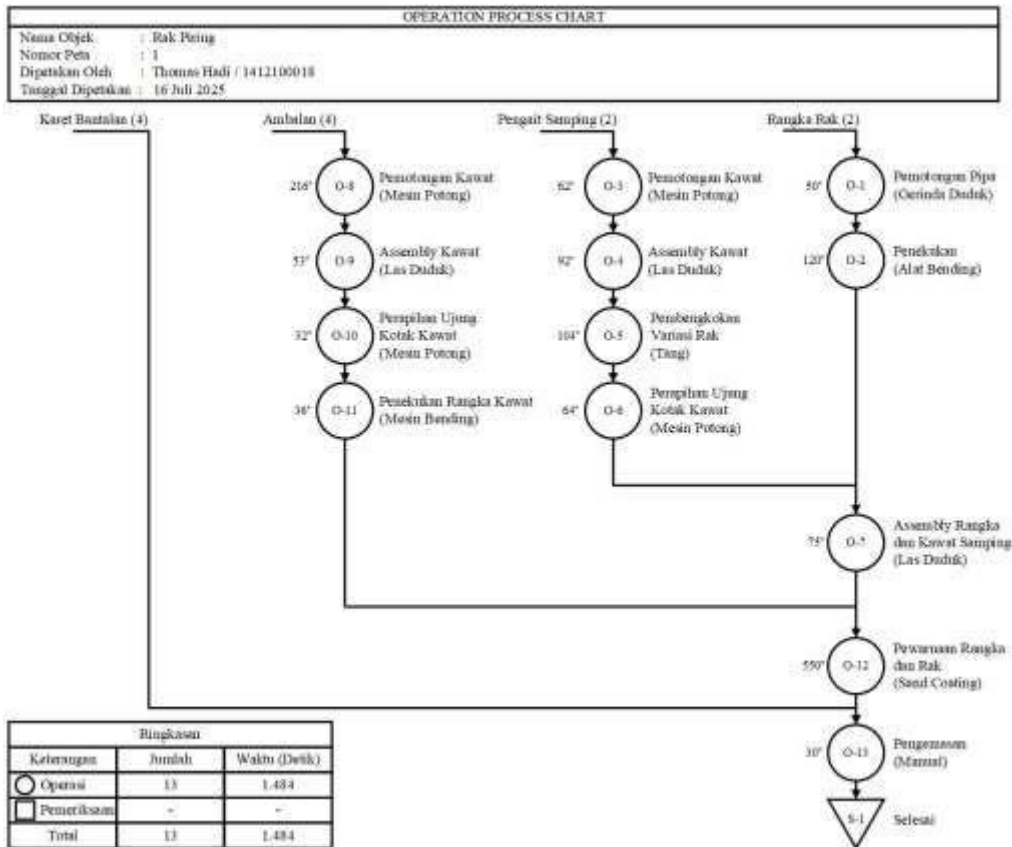 OPERATION PROCESS CHART
Nama Objek : Rak Piring
Nomor Peta : 1
Dipetakan Oleh : Thomas Hadi / 1412100018
Tanggal Dipetakan : 16 Juli 2025
Karet Bantalan (4)
Ambalan (4)
Pengait Samping (2)
Rangka Rak (2)
216" O-8 Pemotongan Kawat
(Mesin Potong)
62" O-3 Pemotongan Kawat
(Mesin Potong)
50" O-1 Pemotongan Pipa
(Gerinda Duduk)
53" O-9 Assembly Kawat
(Las Duduk)
92" O-4 Assembly Kawat
(Las Duduk)
120" O-2 Penekukan
(Alat Bending)
32" O-10 Perapihan Ujung
Kotak Kawat
(Mesin Potong)
104" O-5 Pembengkokan
Variasi Rak
(Tang)
36" O-11 Penekukan Rangka Kawat
(Mesin Bending)
64" O-6 Perapihan Ujung
Kotak Kawat
(Mesin Potong)
75" O-7 Assembly Rangka
dan Kawat Samping
(Las Duduk)
550" O-12 Pewarnaan Rangka
dan Rak
(Sand Coating)
30" O-13 Pengemasan
(Manual)
S-1 Selesai
Ringkasan
Keterangan Jumlah Waktu (Detik)
Operasi 13 1.484
Pemeriksaan - -
Total 13 1.484